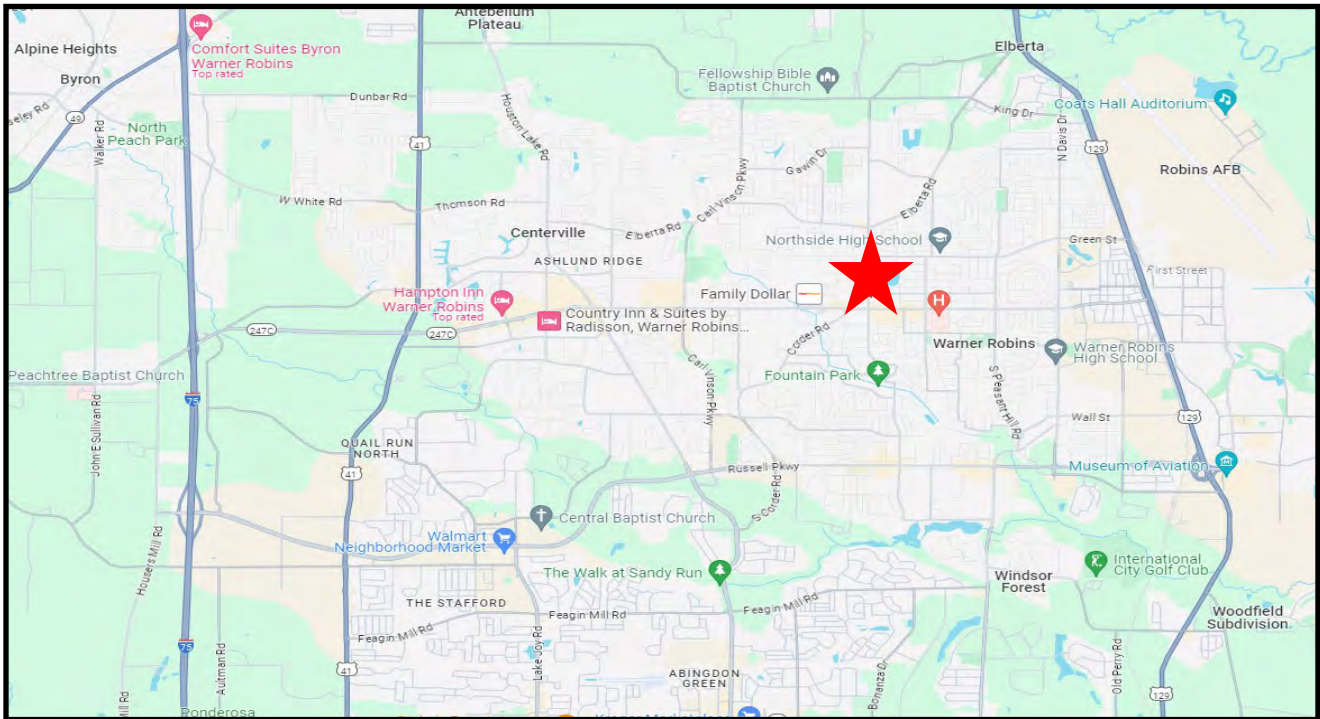 Antebellum
Plateau
Alpine Heights
Comfort Suites Byron
Warner Robins
Top rated
Elberta
Byron
Fellowship Bible
Baptist Church
Dunbar Rd
Houston Lake Rd
King Dr
Coats Hall Auditorium
49
Walker Rd
North
Peach Park
41
N Davis Dr
129
Gawin Dr
Robins AFB
Carl Vinson Pkwy
Elberta Rd
W White Rd
Thomson Rd
Centerville
Elberta Rd
Northside High School
Green St
ASHLUND RIDGE
First Street
Hampton Inn
Warner Robins
Top rated
Family Dollar
H
Country Inn & Suites by
Radisson, Warner Robins...
247C
247C
Corder Rd
Warner Robins
Warner Robins
High School
Peachtree Baptist Church
Carl Vinson Pkwy
Fountain Park
S Pleasant Hill Rd
75
John E Sullivan Rd
Wall St
129
QUAIL RUN
NORTH
41
Russell Pkwy
Museum of Aviation
S Corder Rd
Central Baptist Church
Walmart
Neighborhood Market
Housers Mill Rd
The Walk at Sandy Run
International
City Golf Club
Windsor
Forest
THE STAFFORD
Feagin Mill Rd
Feagin Mill Rd
Feagin Mill Rd
Woodfield
Subdivision
75
Lake Joy Rd
41
Aultman Rd
ABINGDON
GREEN
Bonanza Dr
Old Perry Rd
129
Mill Rd
Ponderosa